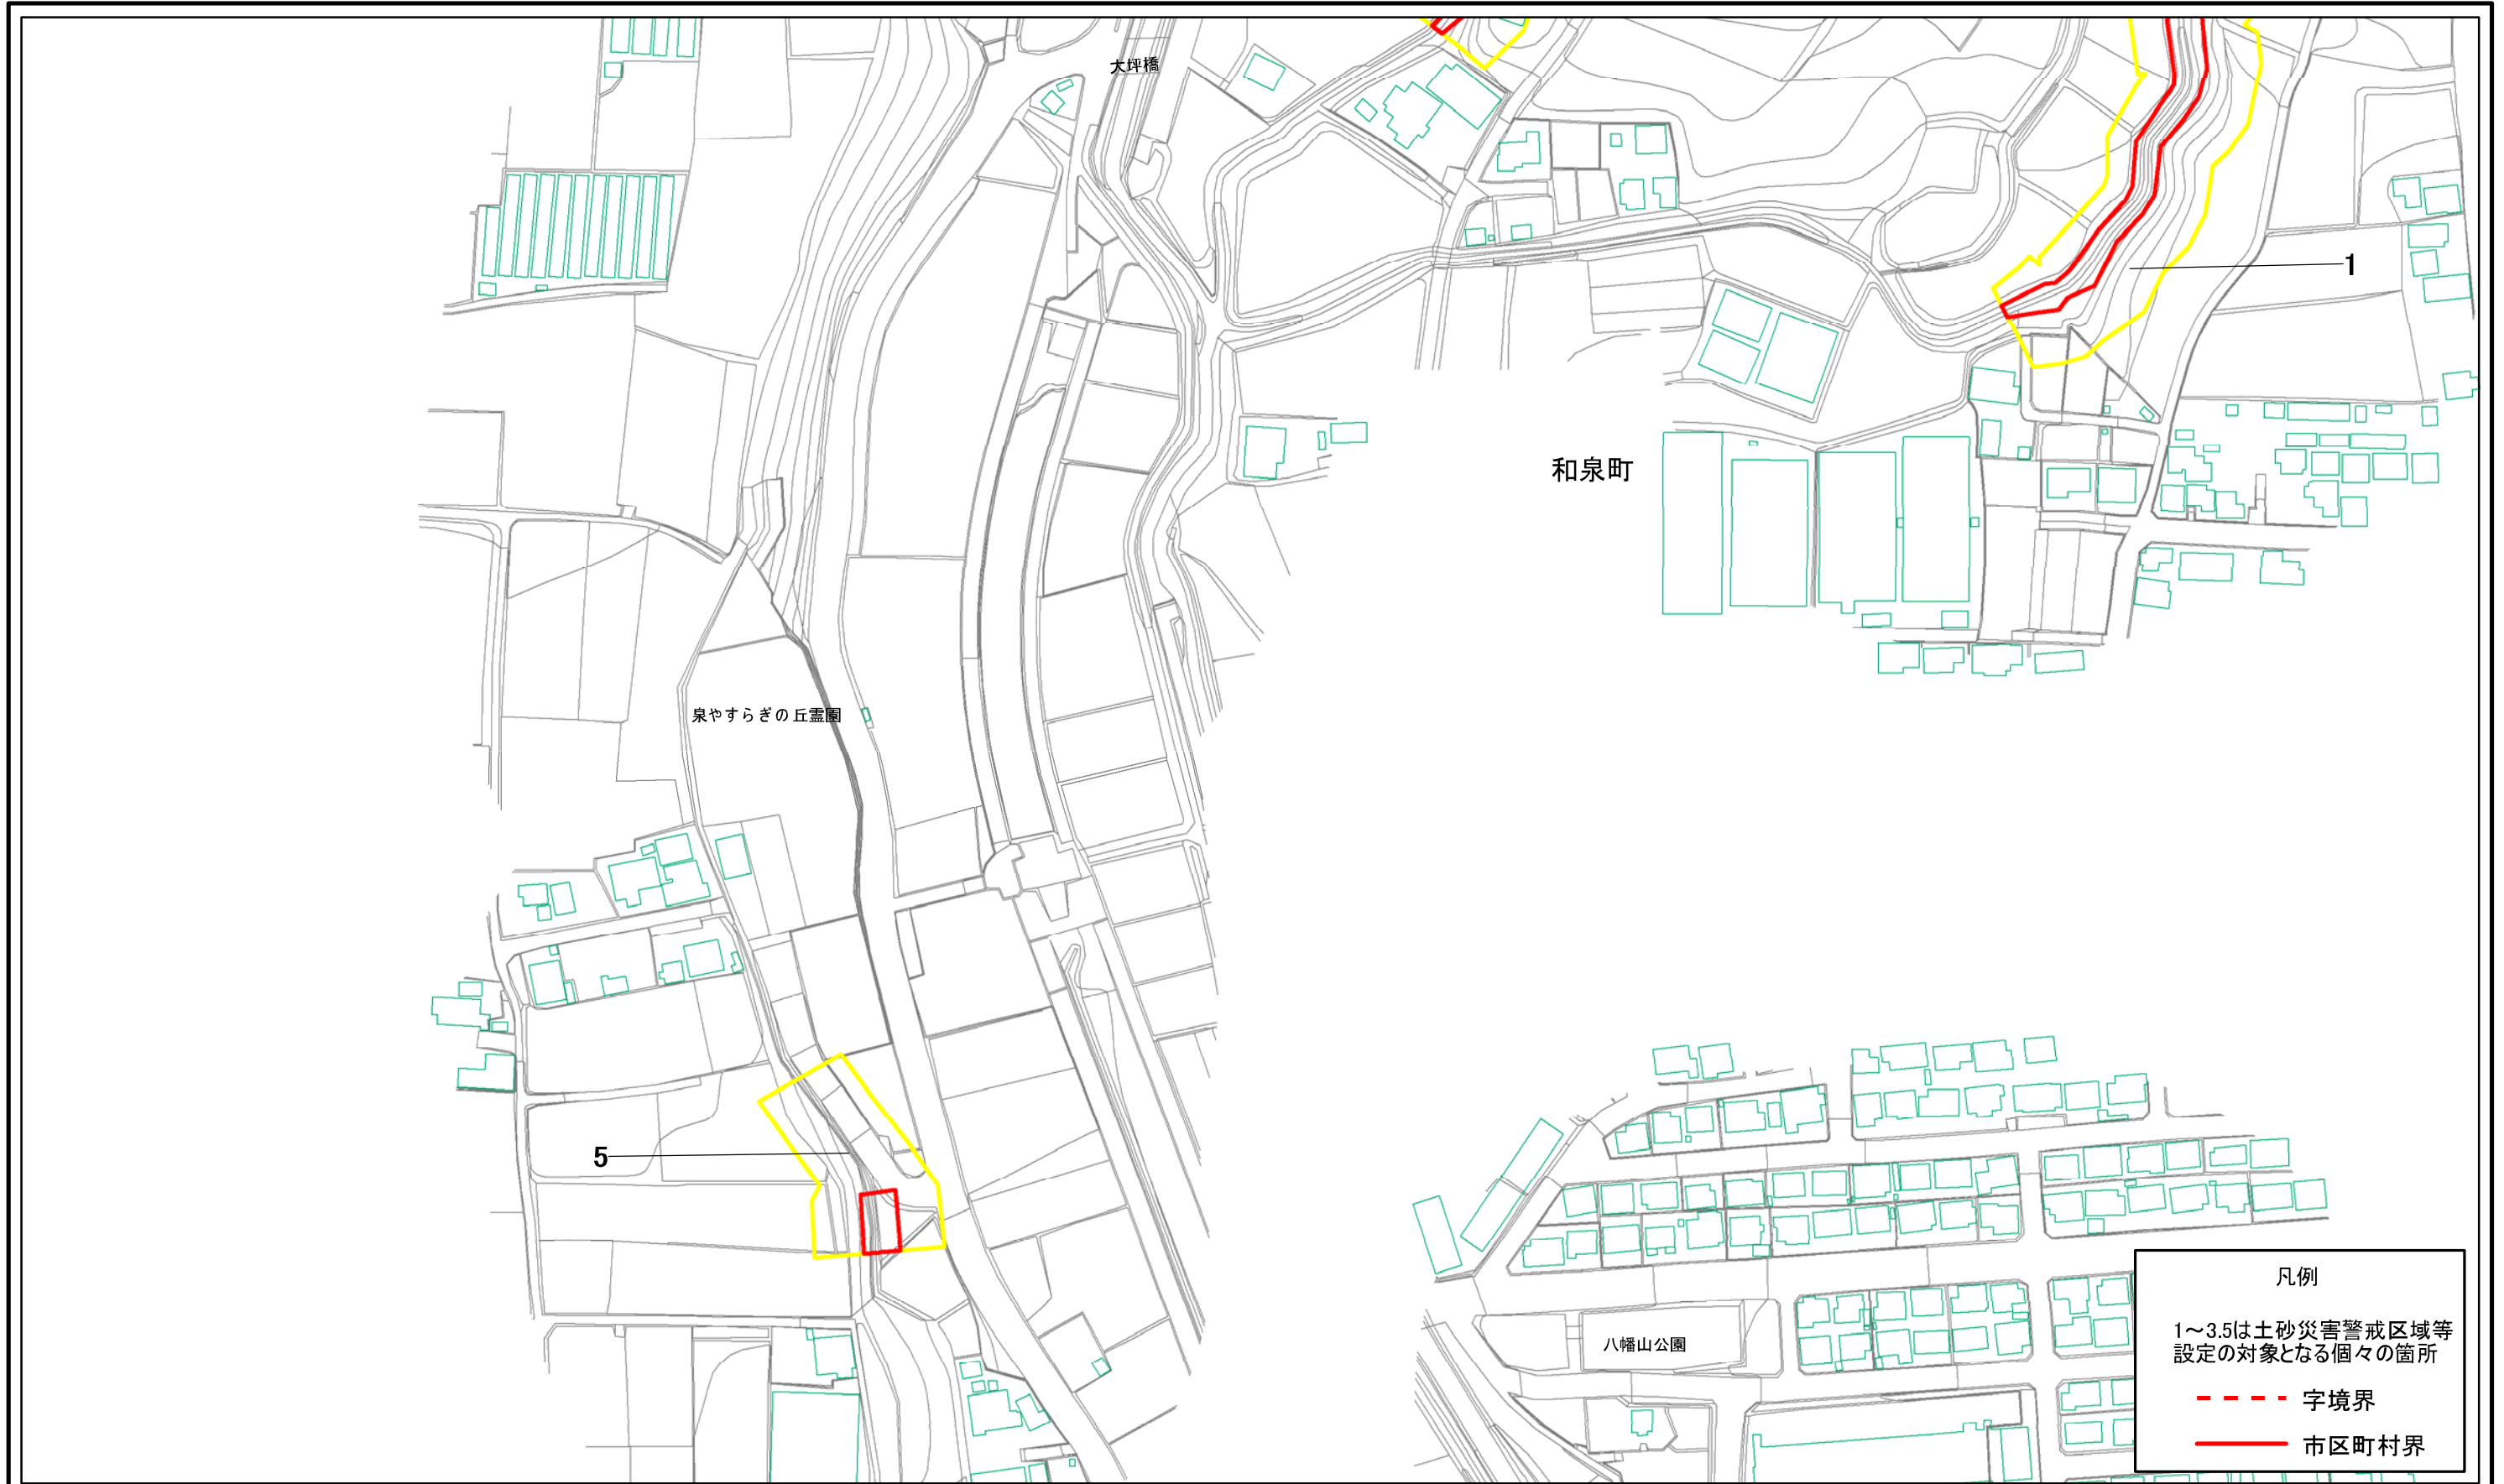 大坪橋
1
和泉町
泉やすらぎの丘霊園
5
八幡山公園
凡例
1～3.5は土砂災害警戒区域等
設定の対象となる個々の箇所
字境界
市区町村界